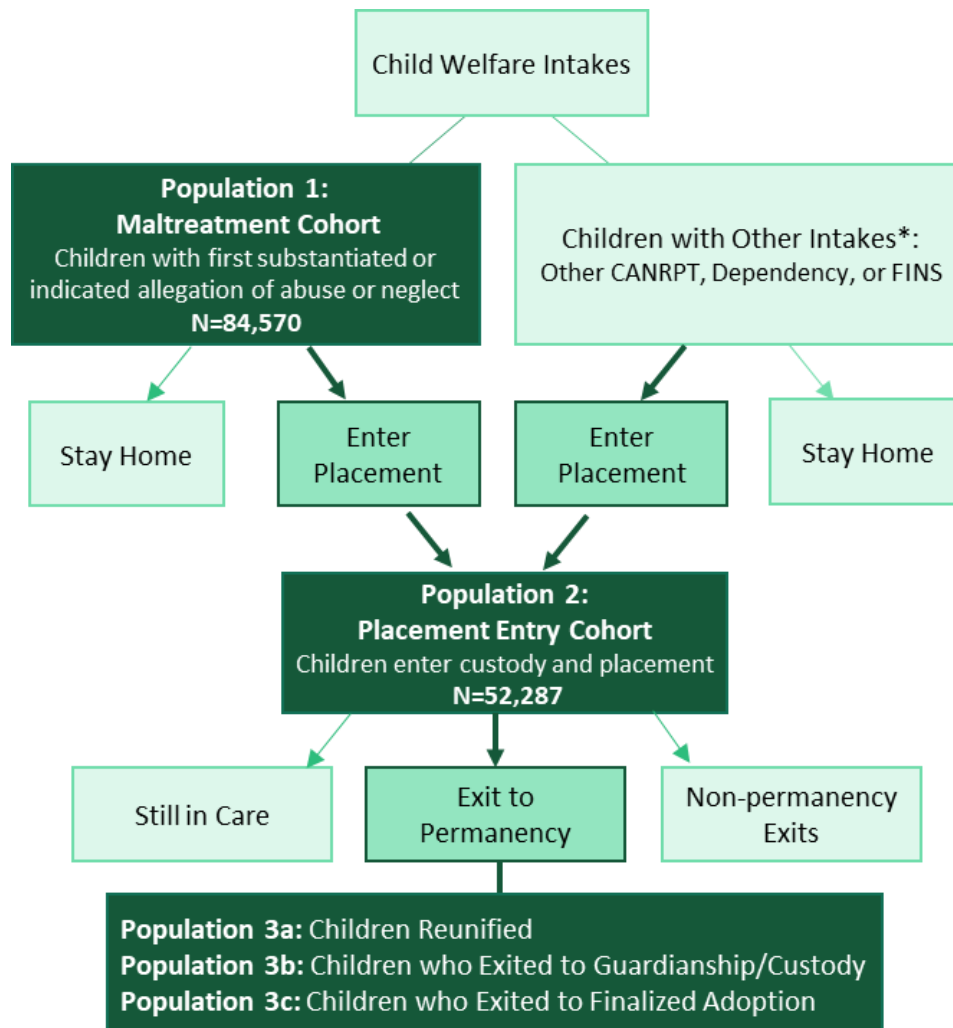 Child Welfare Intakes
Population 1:
Maltreatment Cohort
Children with first substantiated or
indicated allegation of abuse or neglect
N=84,570
Children with Other Intakes*:
Other CANRPT, Dependency, or FINS
Stay Home
Enter
Placement
Enter
Placement
Stay Home
Population 2:
Placement Entry Cohort
Children enter custody and placement
N=52,287
Still in Care
Exit to
Permanency
Non-permanency
Exits
Population 3a: Children Reunified
Population 3b: Children who Exited to Guardianship/Custody
Population 3c: Children who Exited to Finalized Adoption